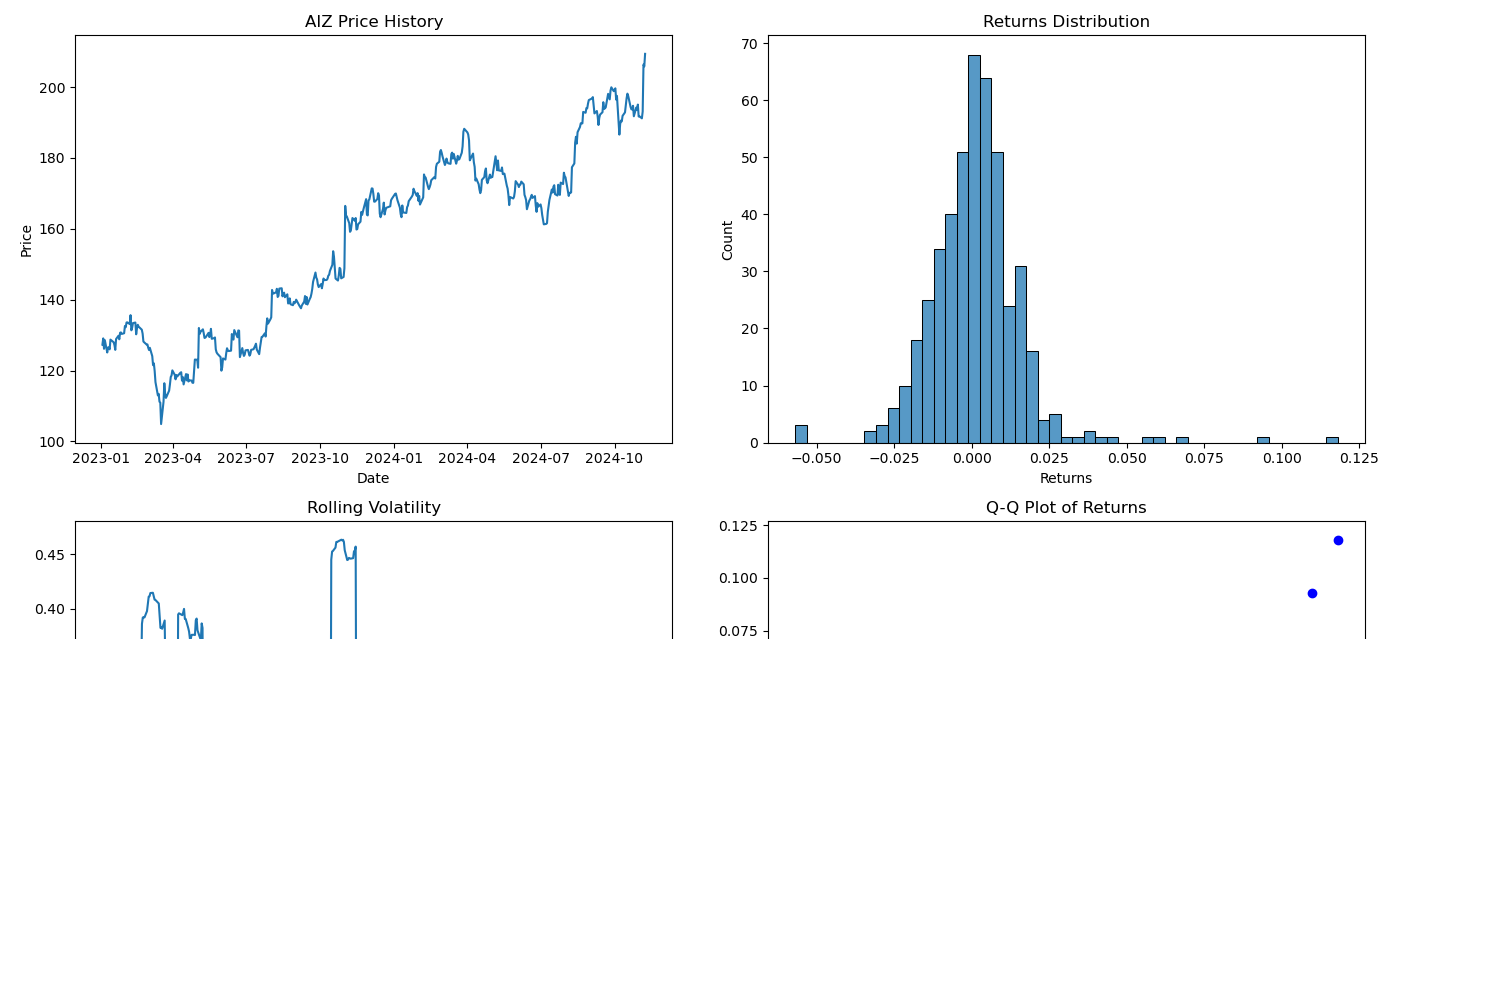 AIZ Price History
Price
200
180
160
140
120
100
2023-01 2023-04 2023-07 2023-10 2024-01 2024-04 2024-07 2024-10
Date
Returns Distribution
Count
70
60
50
40
30
20
10
0
−0.050 −0.025 0.000 0.025 0.050 0.075 0.100 0.125
Returns
Rolling Volatility
0.45
0.40
Q-Q Plot of Returns
0.125
0.100
0.075